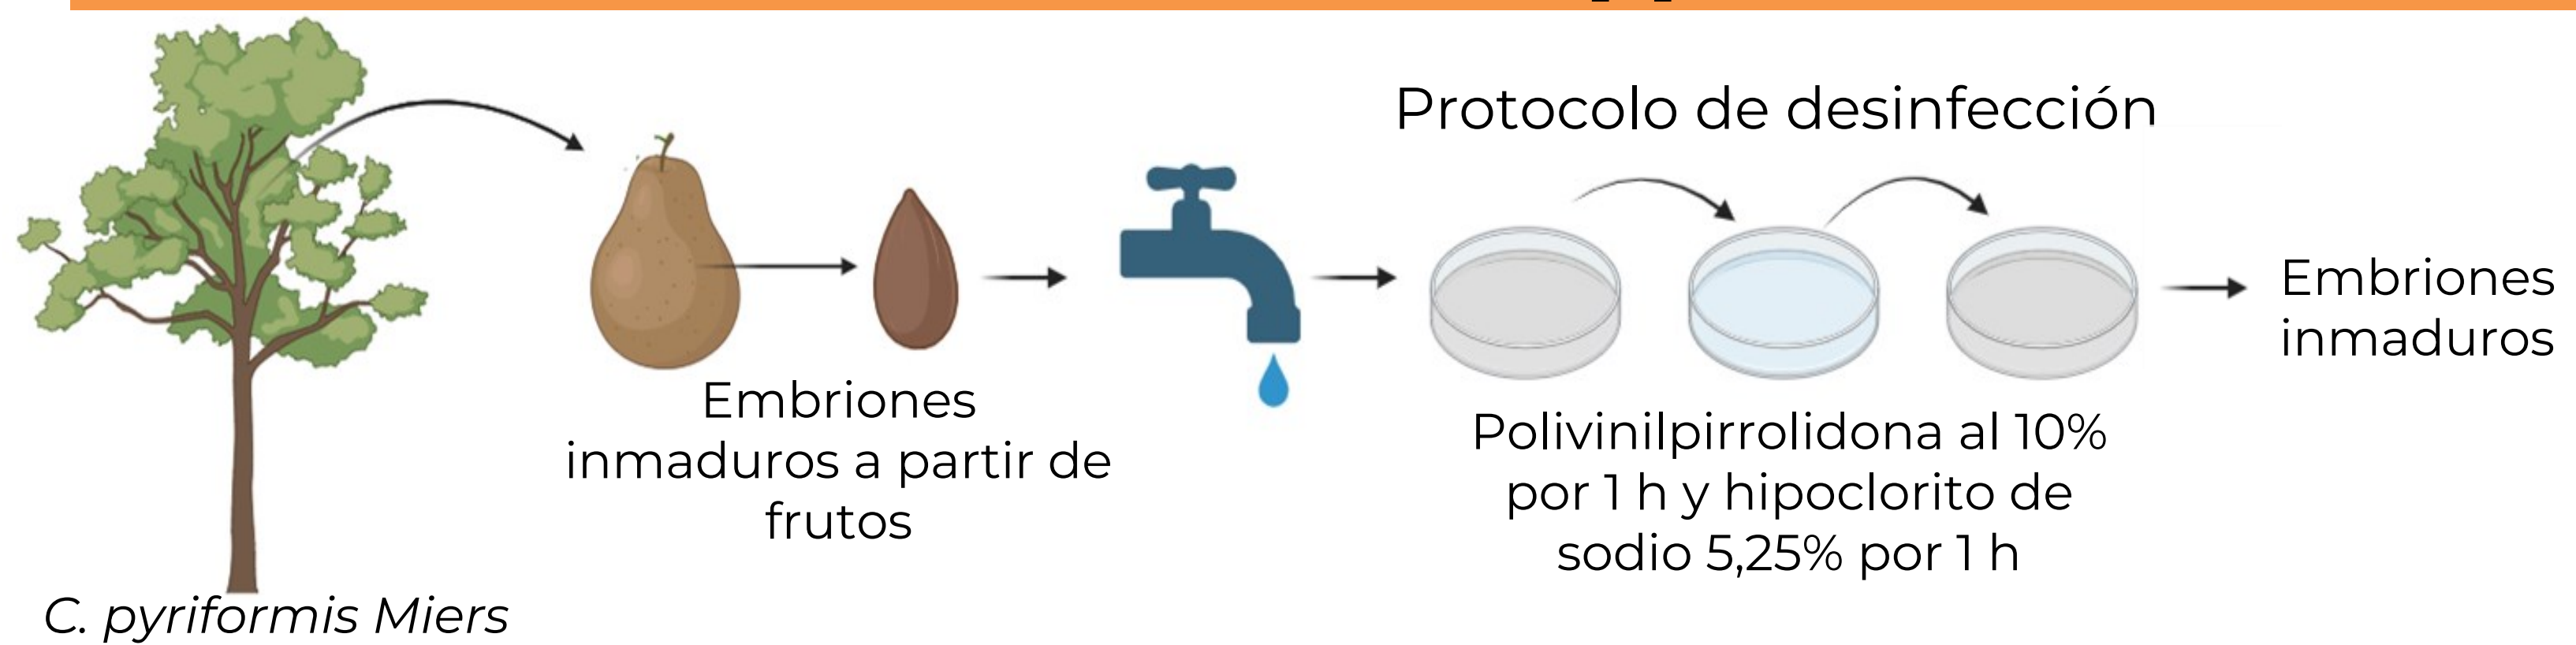 Protocolo de desinfección
Embriones
inmaduros a partir de
frutos
Polivinilpirrolidona al 10%
por 1 h y hipoclorito de
sodio 5,25% por 1 h
Embriones
inmaduros
C. pyriformis Miers